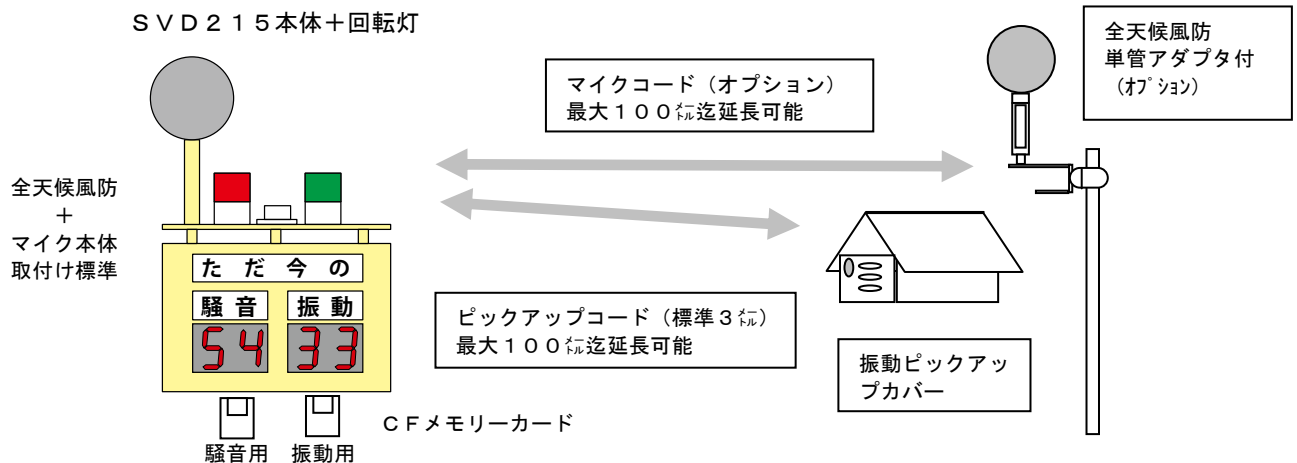 SVD215本体+回転灯
全天候風防
+
マイク本体
取付け標準
ただ今の
騒音 振動
54 33
騒音用 振動用
CFメモリーカード
マイクコード（オプション）
最大100㍍迄延長可能
ピックアップコード（標準3㍍）
最大100㍍迄延長可能
全天候風防
単管アダプタ付
（ｵﾌﾟｼｮﾝ）
振動ピックアッ
プカバー